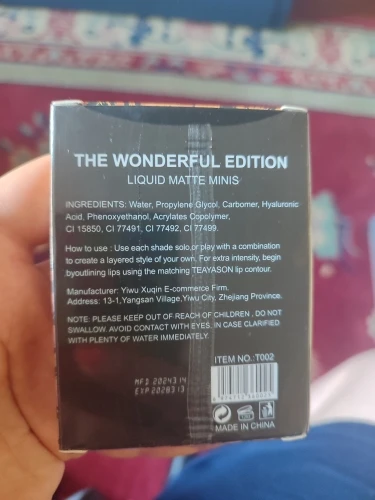 THE WONDERFUL EDITION
LIQUID MATTE MINIS
INGREDIENTS: Water, Propylene Glycol, Carbomer, Hyaluronic
Acid, Phenoxyethanol, Acrylates Copolymer,
CI 15850, CI 77491, CI 77492, CI 77499.
How to use : Use each shade solo,or play with a combination
to create a layered style of your own. For extra intensity, begin
byoutlining lips using the matching TEAYASON lip contour.
Manufacturer: Yiwu Xuqin E-commerce Firm.
Address: 13-1,Yangsan Village,Yiwu City, Zhejiang Province.
NOTE: PLEASE KEEP OUT OF REACH OF CHILDREN , DO NOT
SWALLOW. AVOID CONTACT WITH EYES, IN CASE CLARIFIED
WITH PLENTY OF WATER IMMEDIATELY.
ITEM NO.:T002
MFD 2024314
EXP 2028313
MADE IN CHINA